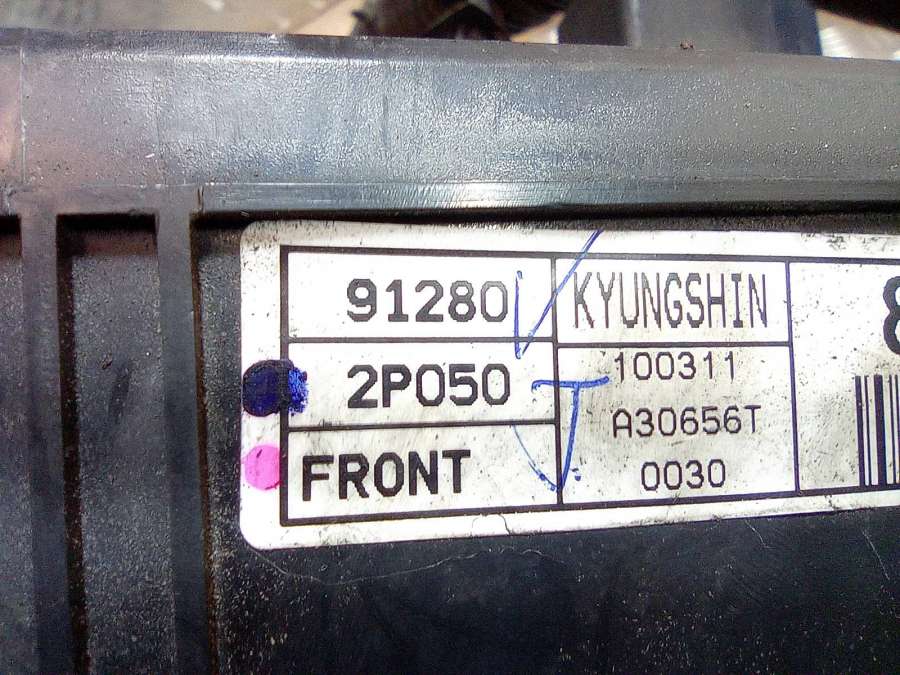 91280
2P050
FRONT
KYUNGSHIN
100311
A30656T
0030